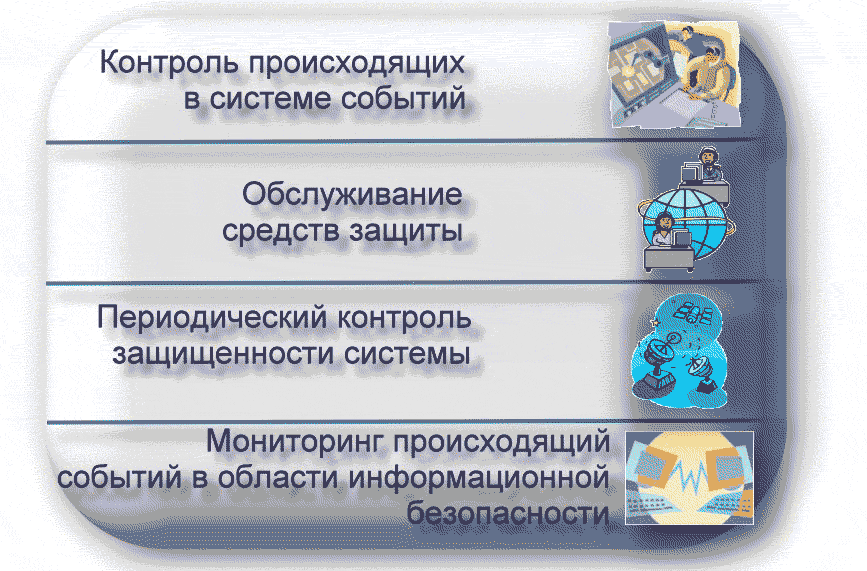 Контроль происходящих
в системе событий
Обслуживание
средств защиты
Периодический контроль
защищенности системы
Мониторинг происходящий
событий в области информационной
безопасности